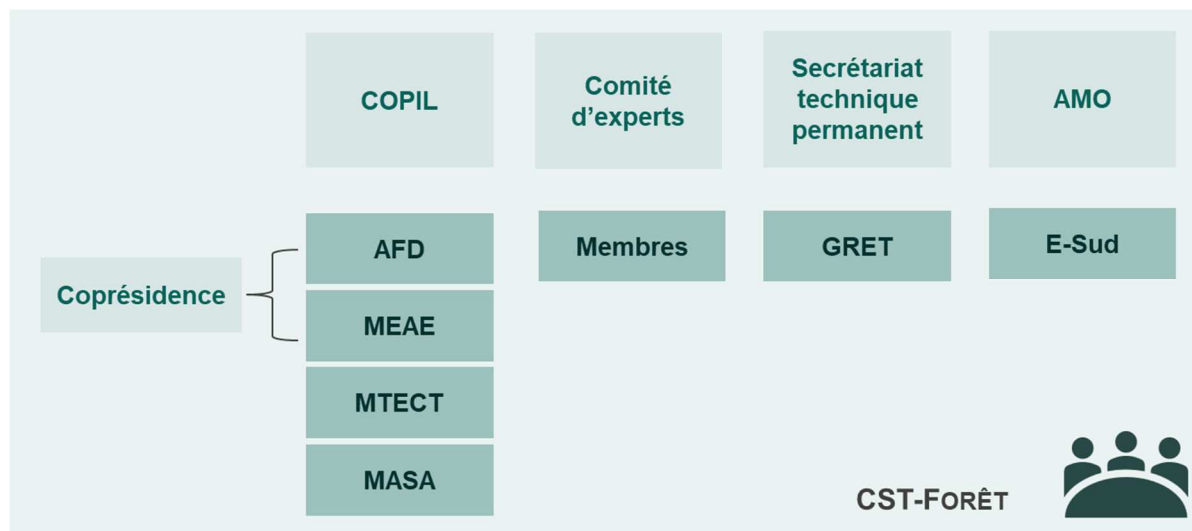 COPIL
Comité
d'experts
Secrétariat
technique
permanent
AMO
Coprésidence
AFD
MEAE
MTECT
MASA
Membres
GRET
E-Sud
CST-FORÊT